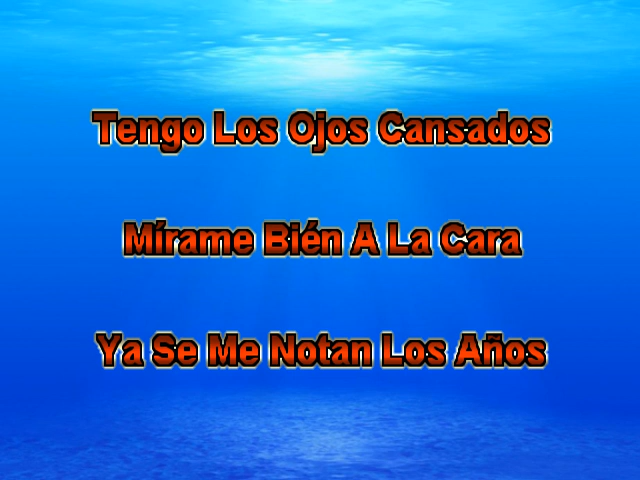 Tengo Los Ojos Cansados
Mírame Bién A La Cara
Ya Se Me Notan Los Años